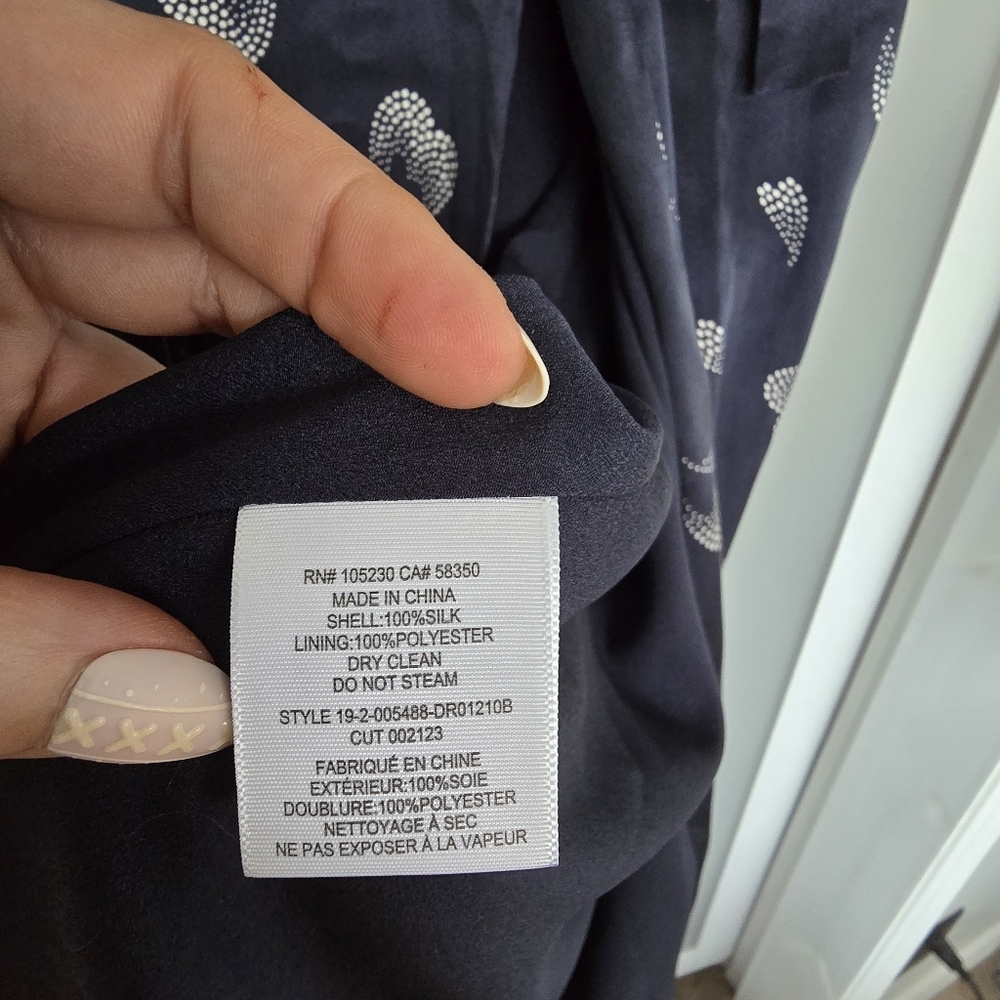 RN# 105230 CA# 58350
MADE IN CHINA
SHELL:100%SILK
LINING:100%POLYESTER
DRY CLEAN
DO NOT STEAM
STYLE 19-2-005488-DR01210B
CUT 002123
FABRIQUÉ EN CHINE
EXTÉRIEUR:100%SOIE
DOUBLURE:100%POLYESTER
NETTOYAGE À SEC
NE PAS EXPOSER À LA VAPEUR